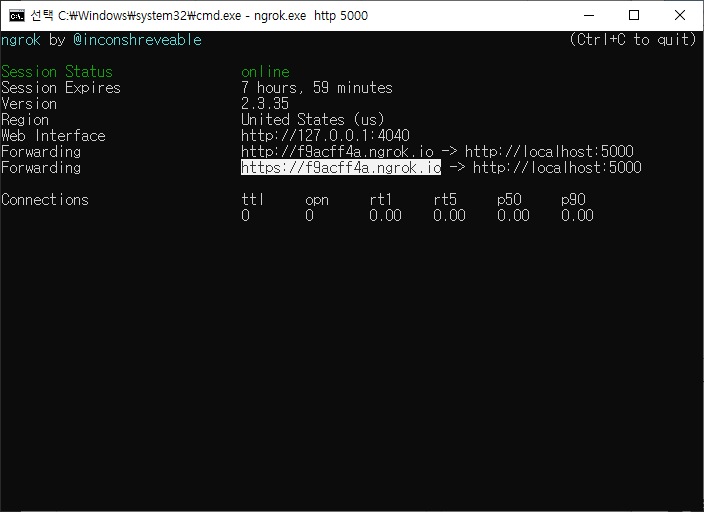 선택 C:₩Windows₩system32₩cmd.exe - ngrok.exe  http 5000
ngrok by @inconshreveable (Ctrl+C to quit)
Session Status online
Session Expires 7 hours, 59 minutes
Version 2.3.35
Region United States (us)
Web Interface http://127.0.0.1:4040
Forwarding http://f9acff4a.ngrok.io -> http://localhost:5000
Forwarding https://f9acff4a.ngrok.io -> http://localhost:5000
Connections ttl opn rt1 rt5 p50 p90
0 0 0.00 0.00 0.00 0.00